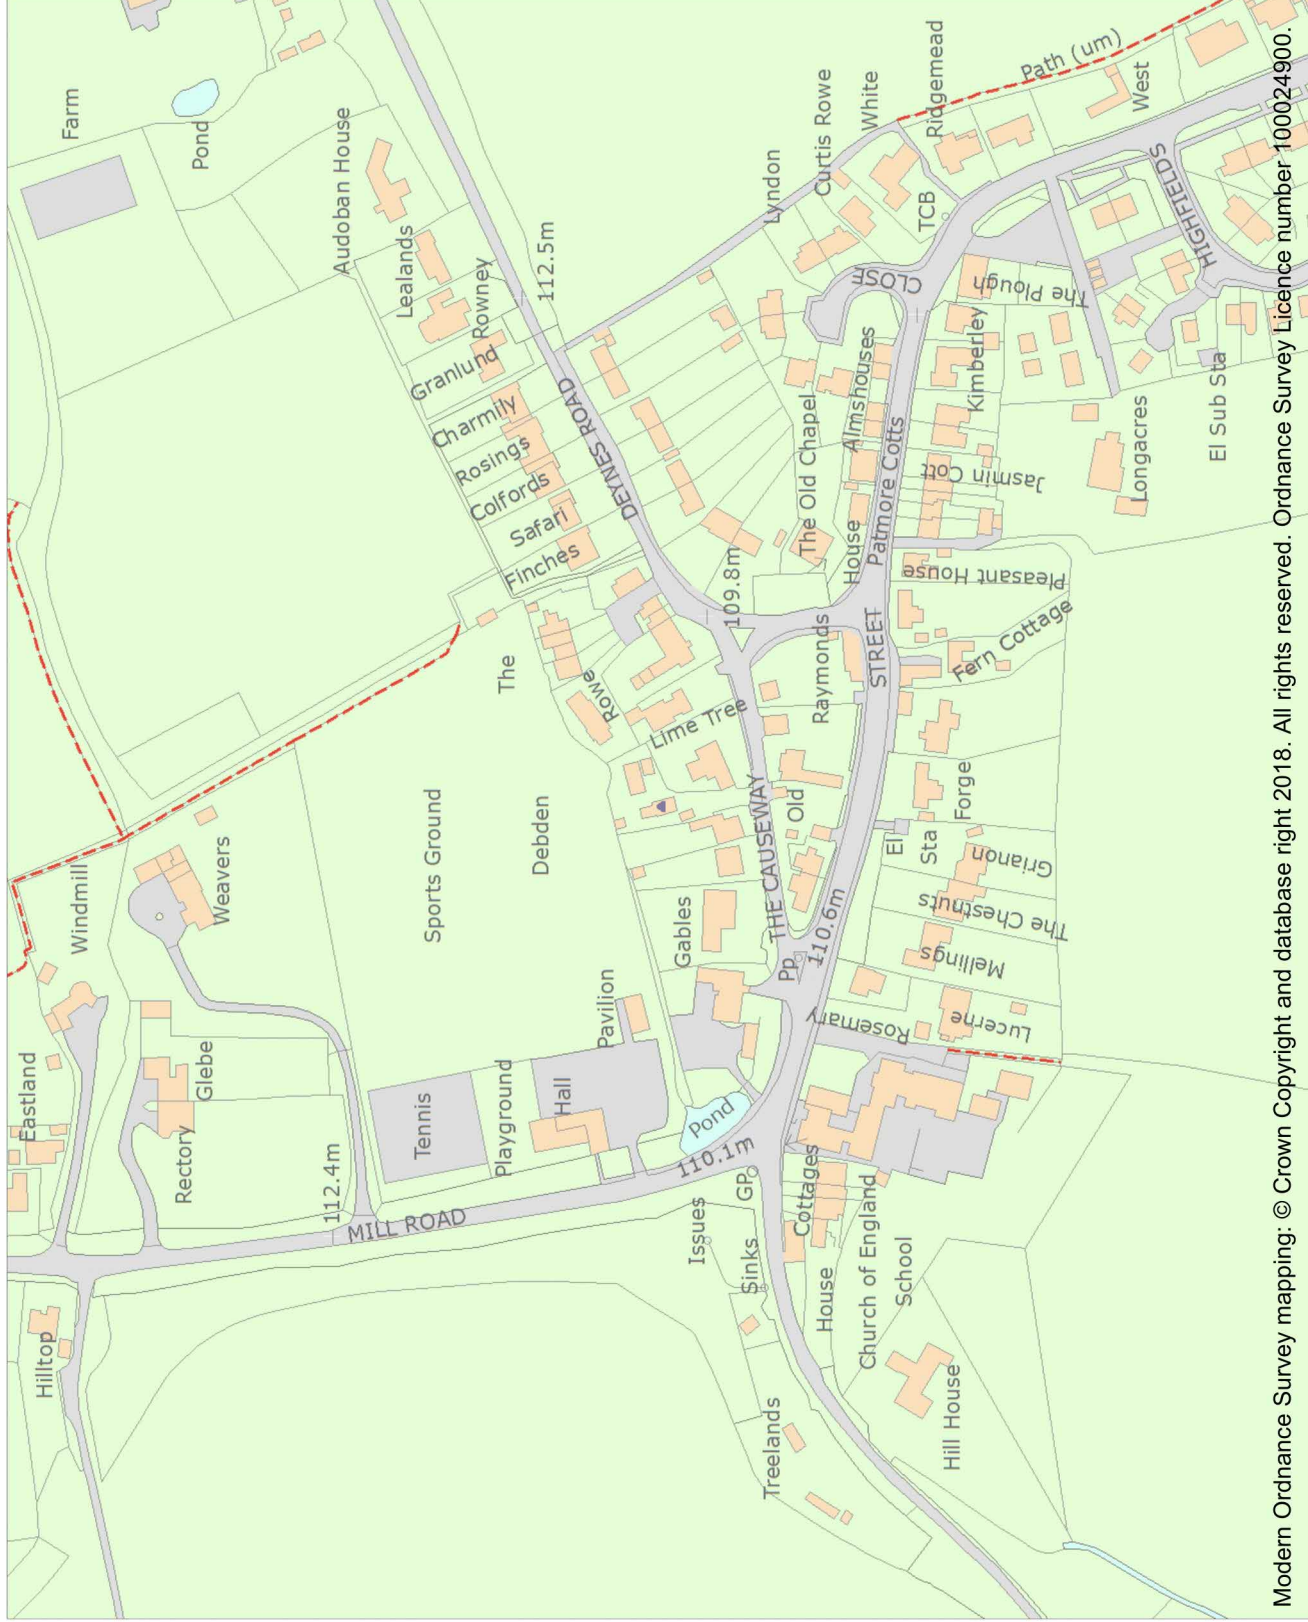 Farm
Pond
Audoban House
Lealands
Rowney
Granlund
Charmily
Rosings
Colfords
Safari
Finches
112.5m
DEYNES ROAD
Lyndon
Curtis Rowe
White
Ridgemead
Path (um)
West
TCB
CLOSE
HIGHFIELDS
The Plough
Kimberley
Almshouses
The Old Chapel
House
Patmore Cotts
Jasmin Cott
Longacres
El Sub Sta
Pleasant House
Fern Cottage
STREET
Raymonds
109.8m
The
Rowe
Lime Tree
THE CAUSEWAY
Old
Forge
El
Sta
Grianon
The Chestnuts
Mellings
Lucerne
Rosemary
110.6m
Pp
Gables
Debden
Sports Ground
Pavilion
Windmill
Weavers
Eastland
Glebe
Rectory
Tennis
Playground
Hall
Pond
110.1m
112.4m
MILL ROAD
Issues
GP
Sinks
Cottages
House
Church of England
School
Hill House
Treelands
Hilltop
Modern Ordnance Survey mapping: © Crown Copyright and database right 2018. All rights reserved. Ordnance Survey Licence number 100024900.